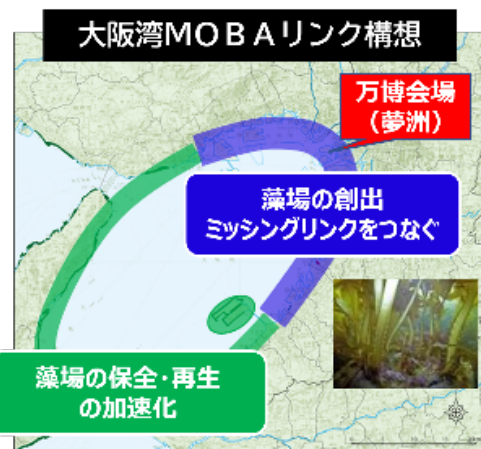 大阪湾MOBAリンク構想
万博会場
（夢洲）
藻場の創出
ミッシングリンクをつなぐ
藻場の保全・再生
の加速化